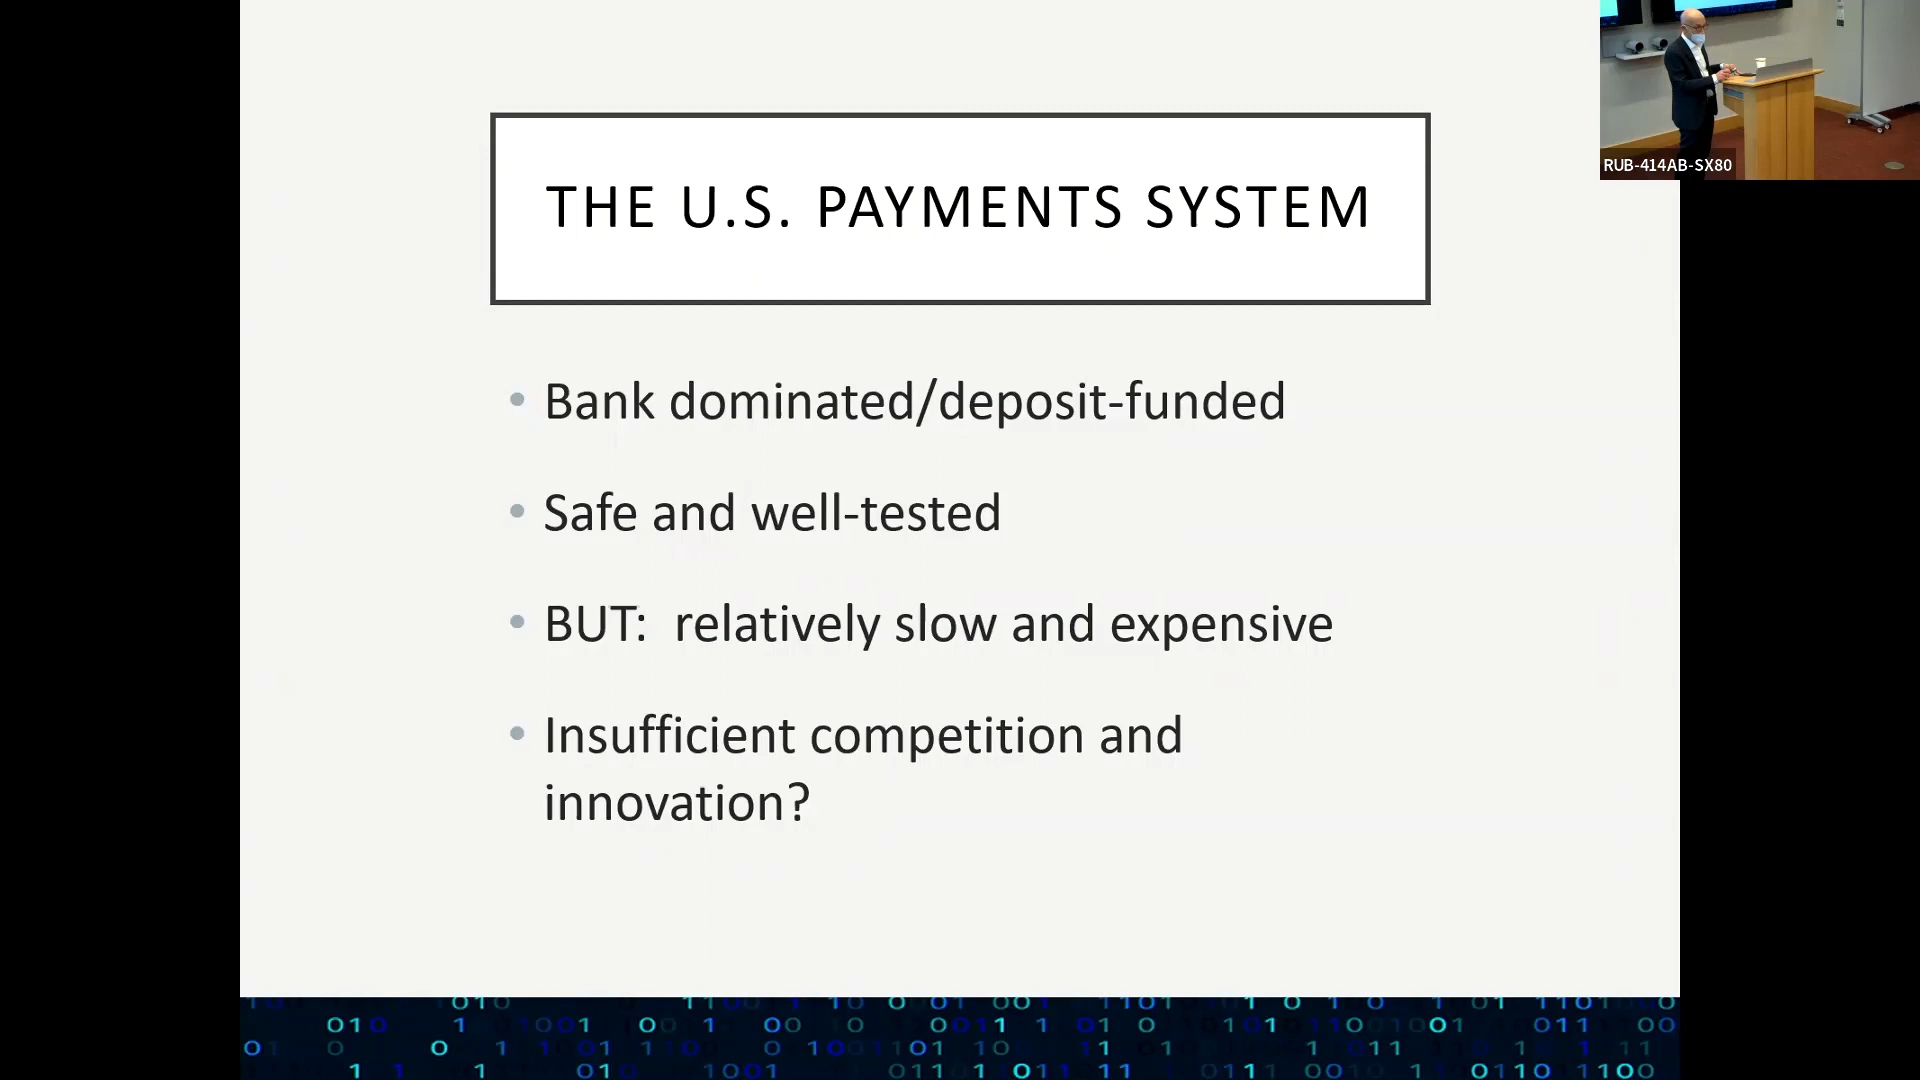 THE U.S. PAYMENTS SYSTEM
• Bank dominated/deposit-funded
• Safe and well-tested
• BUT: relatively slow and expensive
• Insufficient competition and
innovation?
RUB-414AB-SX80